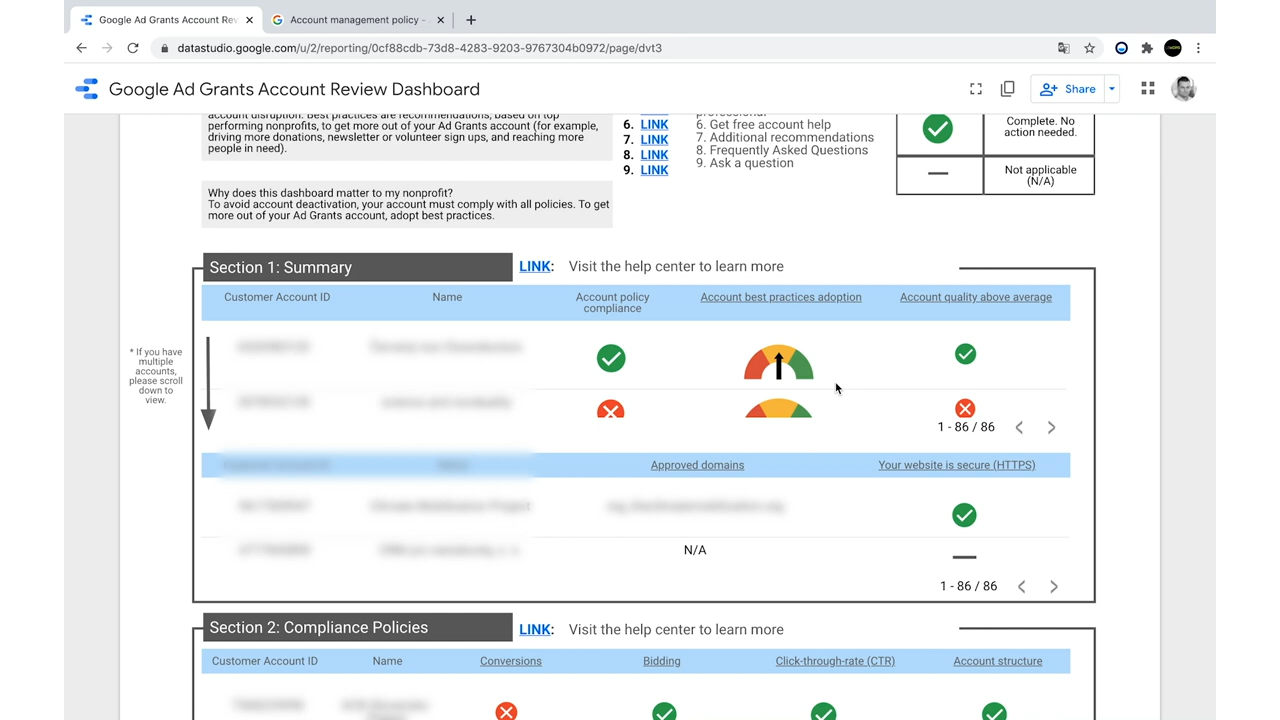 Google Ad Grants Account Rev
Account management policy -
datastudio.google.com/u/2/reporting/0cf88cdb-73d8-4283-9203-9767304b0972/page/dvt3
Google Ad Grants Account Review Dashboard
Share
account disruption. Best practices are recommendations, based on top
performing nonprofits, to get more out of your Ad Grants account (for example,
driving more donations, newsletter or volunteer sign ups, and reaching more
people in need).
Why does this dashboard matter to my nonprofit?
To avoid account deactivation, your account must comply with all policies. To get
more out of your Ad Grants account, adopt best practices.
6. LINK
7. LINK
8. LINK
9. LINK
professional
6. Get free account help
7. Additional recommendations
8. Frequently Asked Questions
9. Ask a question
Complete. No
action needed.
Not applicable
(N/A)
Section 1: Summary
LINK: Visit the help center to learn more
Customer Account ID Name Account policy
compliance
Account best practices adoption Account quality above average
* If you have
multiple
accounts,
please scroll
down to
view.
1 - 86 / 86
Approved domains Your website is secure (HTTPS)
N/A
1 - 86 / 86
Section 2: Compliance Policies
LINK: Visit the help center to learn more
Customer Account ID Name Conversions Bidding Click-through-rate (CTR) Account structure